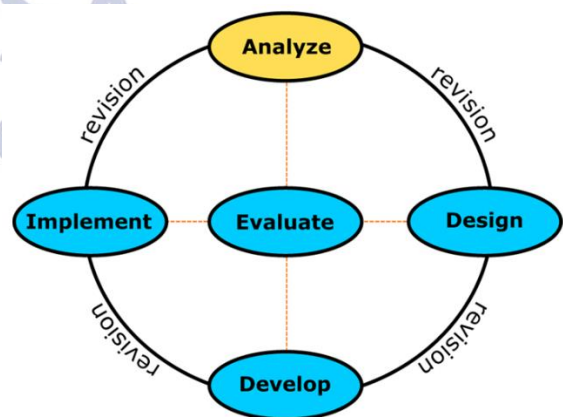 Analyze
revision
revision
Implement
Evaluate
Design
revision
revision
Develop